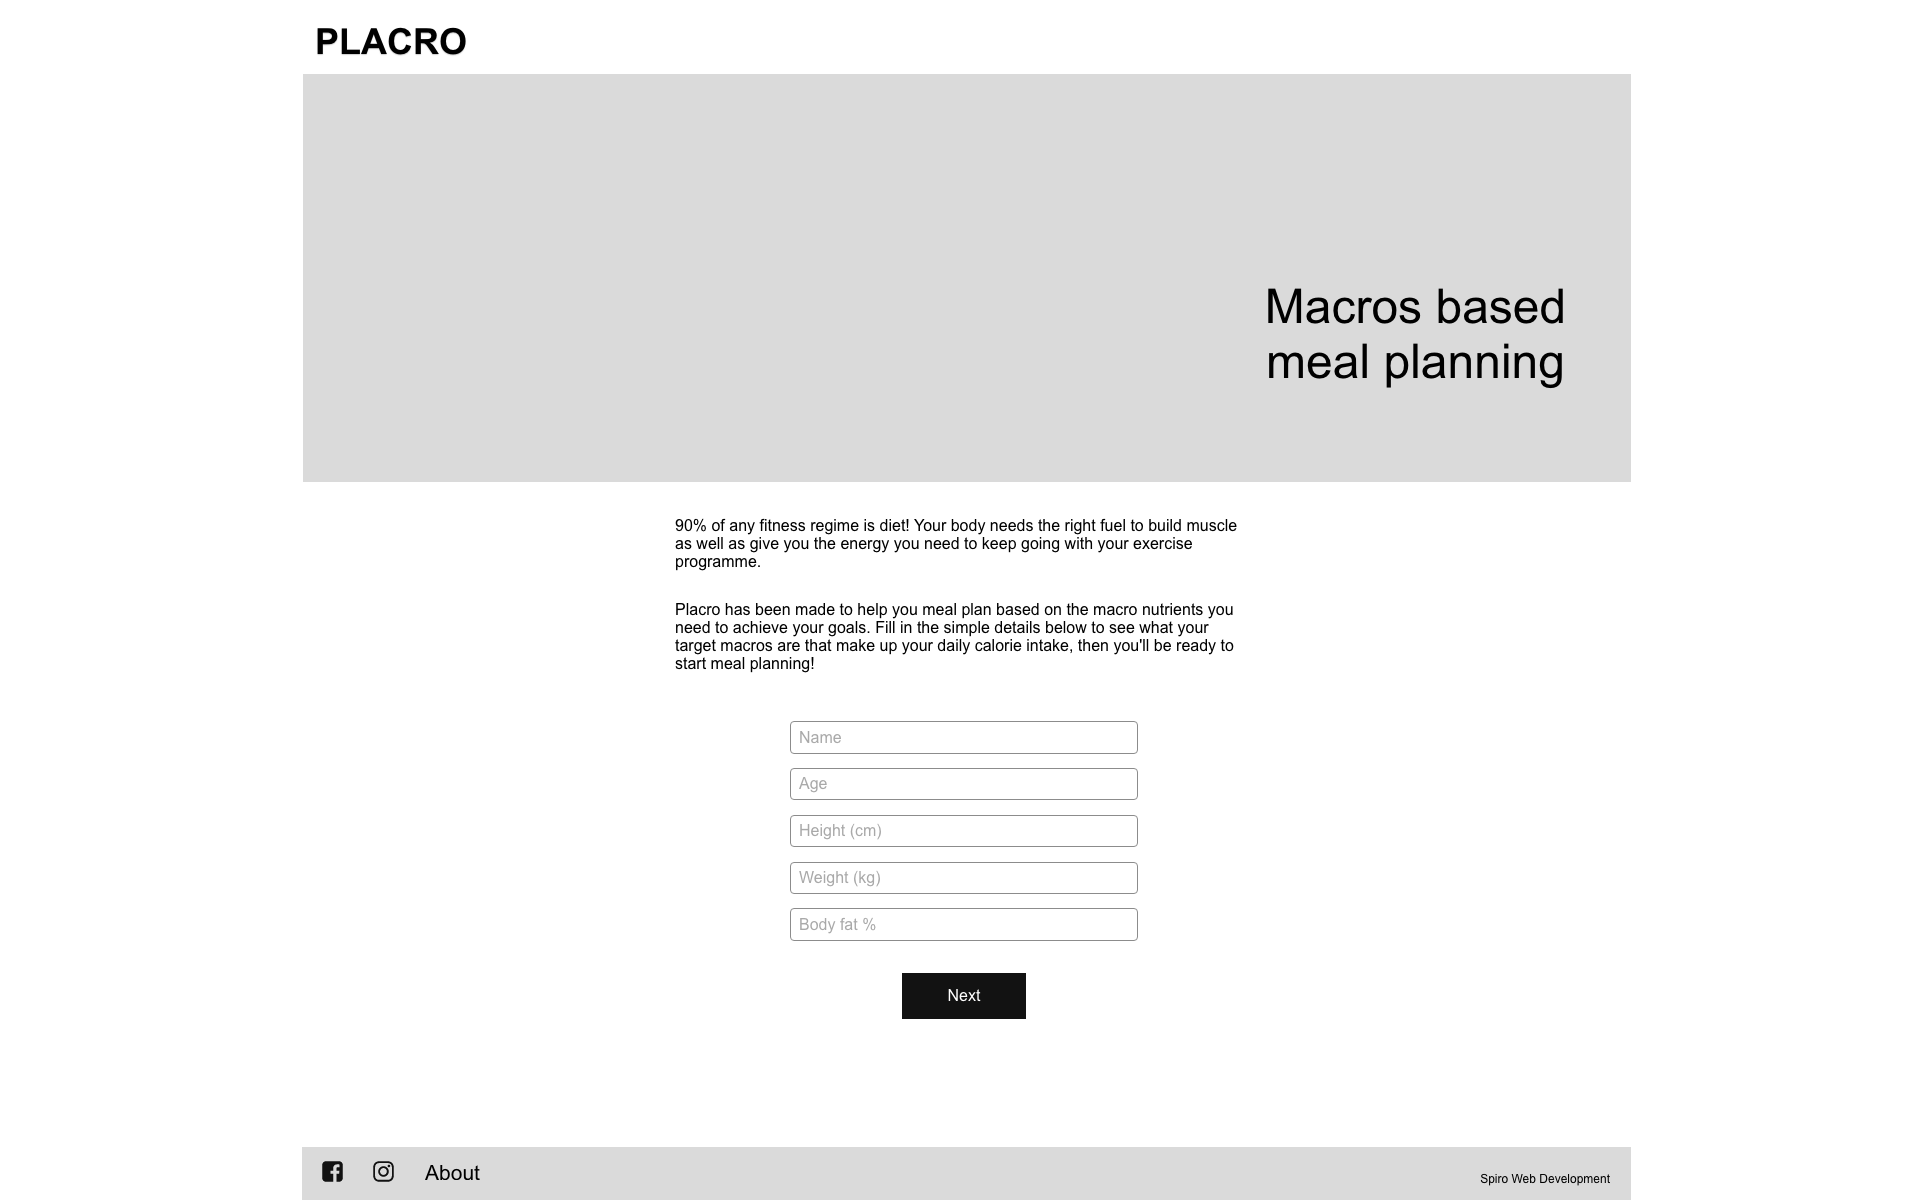 PLACRO
Macros based
meal planning
90% of any fitness regime is diet! Your body needs the right fuel to build muscle
as well as give you the energy you need to keep going with your exercise
programme.
Placro has been made to help you meal plan based on the macro nutrients you
need to achieve your goals. Fill in the simple details below to see what your
target macros are that make up your daily calorie intake, then you'll be ready to
start meal planning!
Name
Age
Height (cm)
Weight (kg)
Body fat %
Next
About
Spiro Web Development